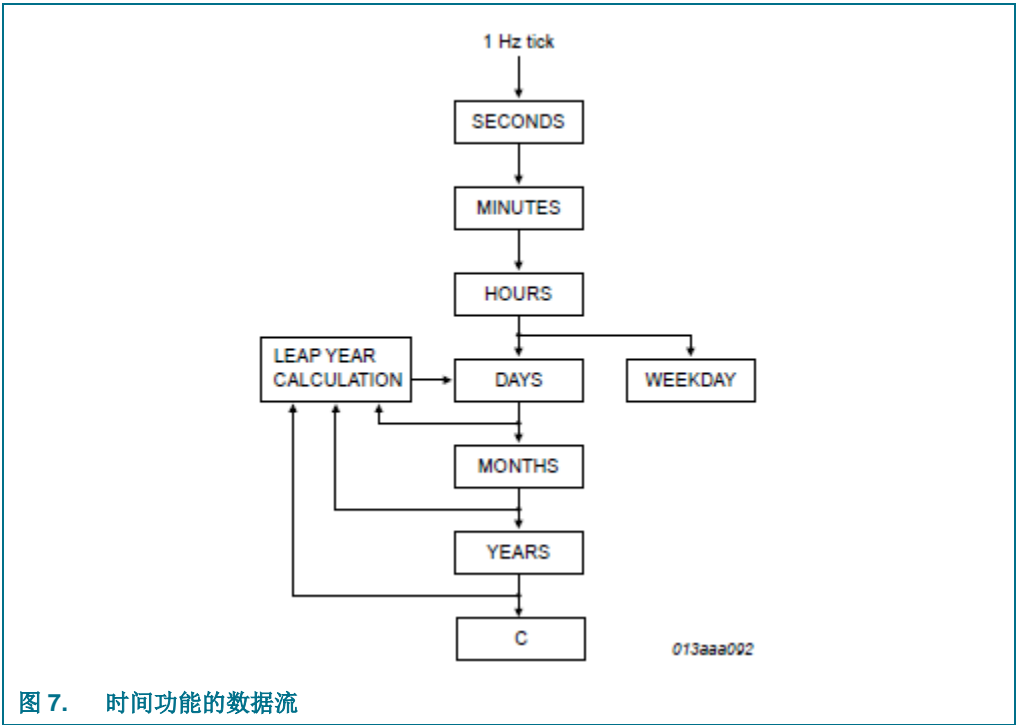 1 Hz tick
SECONDS
MINUTES
HOURS
LEAP YEAR
CALCULATION
DAYS
WEEKDAY
MONTHS
YEARS
C
013aaa092
图 7. 时间功能的数据流